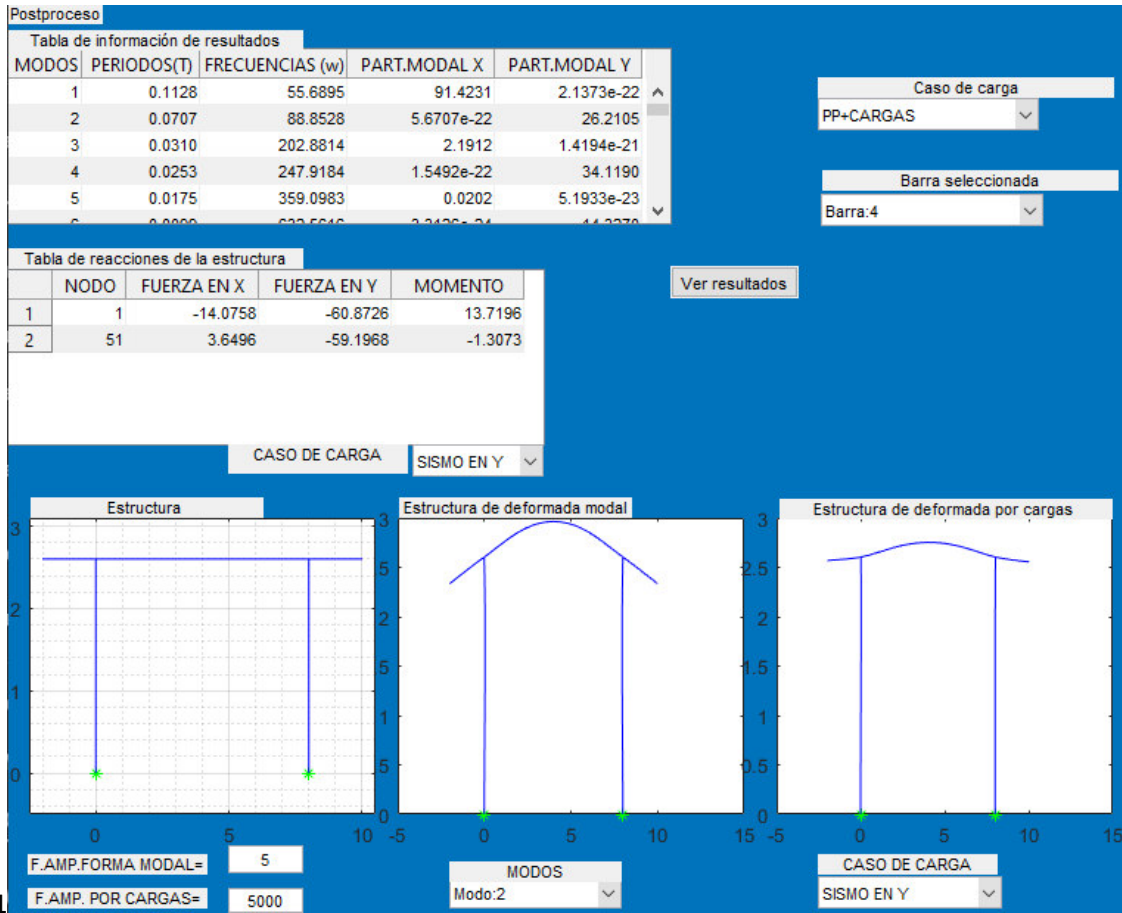 Postproceso
Tabla de información de resultados
MODOS PERIODOS(T) FRECUENCIAS (w) PART.MODAL X PART.MODAL Y
1 0.1128 55.6895 91.4231 2.1373e-22
2 0.0707 88.8528 5.6707e-22 26.2105
3 0.0310 202.8814 2.1912 1.4194e-21
4 0.0253 247.9184 1.5492e-22 34.1190
5 0.0175 359.0983 0.0202 5.1933e-23
Caso de carga
PP+CARGAS
Barra seleccionada
Barra:4
Tabla de reacciones de la estructura
NODO FUERZA EN X FUERZA EN Y MOMENTO
1 1 -14.0758 -60.8726 13.7196
2 51 3.6496 -59.1968 -1.3073
Ver resultados
CASO DE CARGA SISMO EN Y
Estructura
3
2
1
0
0 5 10
Estructura de deformada modal
3
5
2
5
1
5
0
-5 0 5 10 15
Estructura de deformada por cargas
3
2.5
2
1.5
1
0.5
0
-5 0 5 10 15
F.AMP.FORMA MODAL= 5
F.AMP. POR CARGAS= 5000
MODOS
Modo:2
CASO DE CARGA
SISMO EN Y